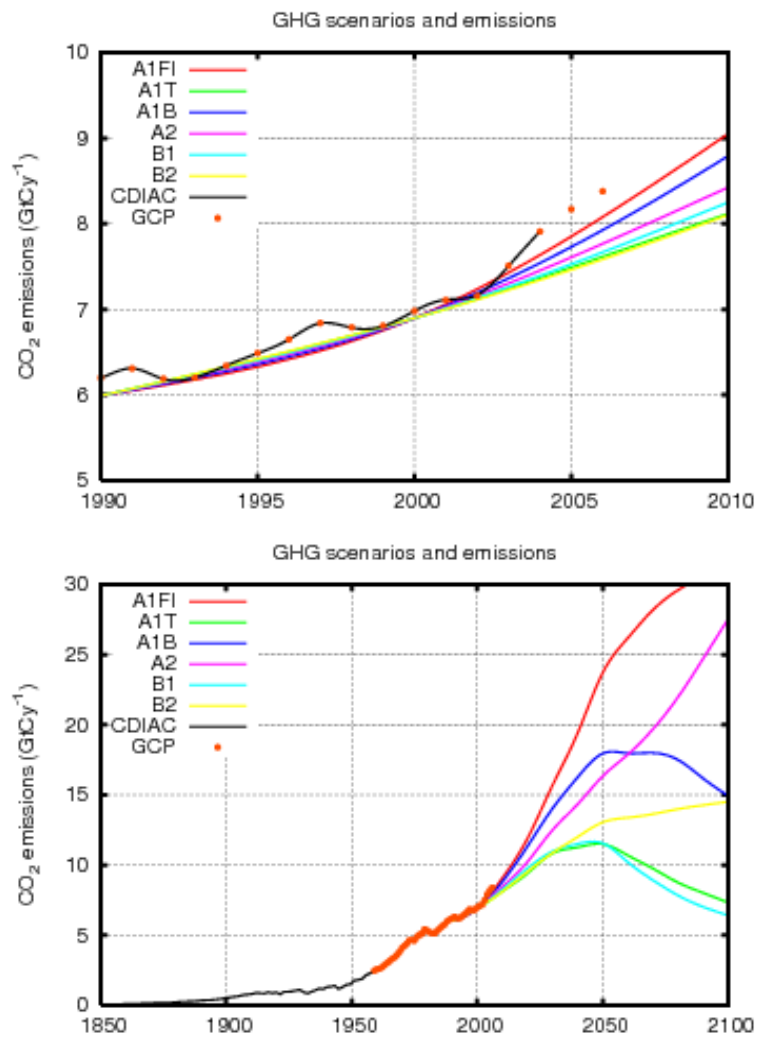 GHG scenarios and emissions
CO₂ emissions (GtCy⁻¹)
10
9
8
7
6
5
A1FI
A1T
A1B
A2
B1
B2
CDIAC
GCP
1990 1995 2000 2005 2010
GHG scenarios and emissions
CO₂ emissions (GtCy⁻¹)
30
25
20
15
10
5
0
A1FI
A1T
A1B
A2
B1
B2
CDIAC
GCP
1850 1900 1950 2000 2050 2100